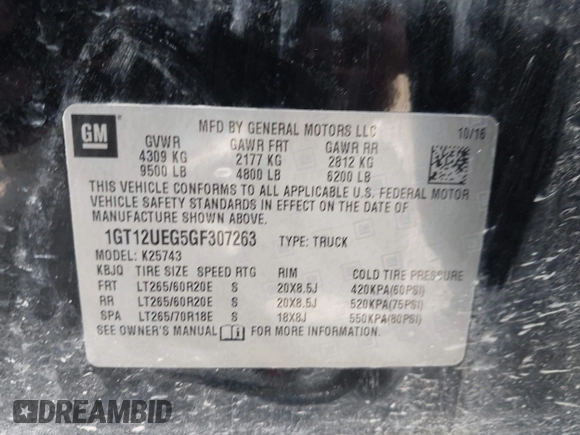 GM
MFD BY GENERAL MOTORS LLC
10/16
GVWR GAWR FRT GAWR RR
4309 KG 2177 KG 2812 KG
9500 LB 4800 LB 6200 LB
THIS VEHICLE CONFORMS TO ALL APPLICABLE U.S. FEDERAL MOTOR
VEHICLE SAFETY STANDARDS IN EFFECT ON THE DATE OF
MANUFACTURE SHOWN ABOVE.
1GT12UEG5GF307263 TYPE: TRUCK
MODEL: K25743
KBJQ TIRE SIZE SPEED RTG RIM COLD TIRE PRESSURE
FRT LT265/60R20E S 20X8.5J 420KPA(60PSI)
RR LT265/60R20E S 20X8.5J 520KPA(75PSI)
SPA LT265/70R18E S 18X8J 550KPA(80PSI)
SEE OWNER'S MANUAL FOR MORE INFORMATION.
DREAMBID